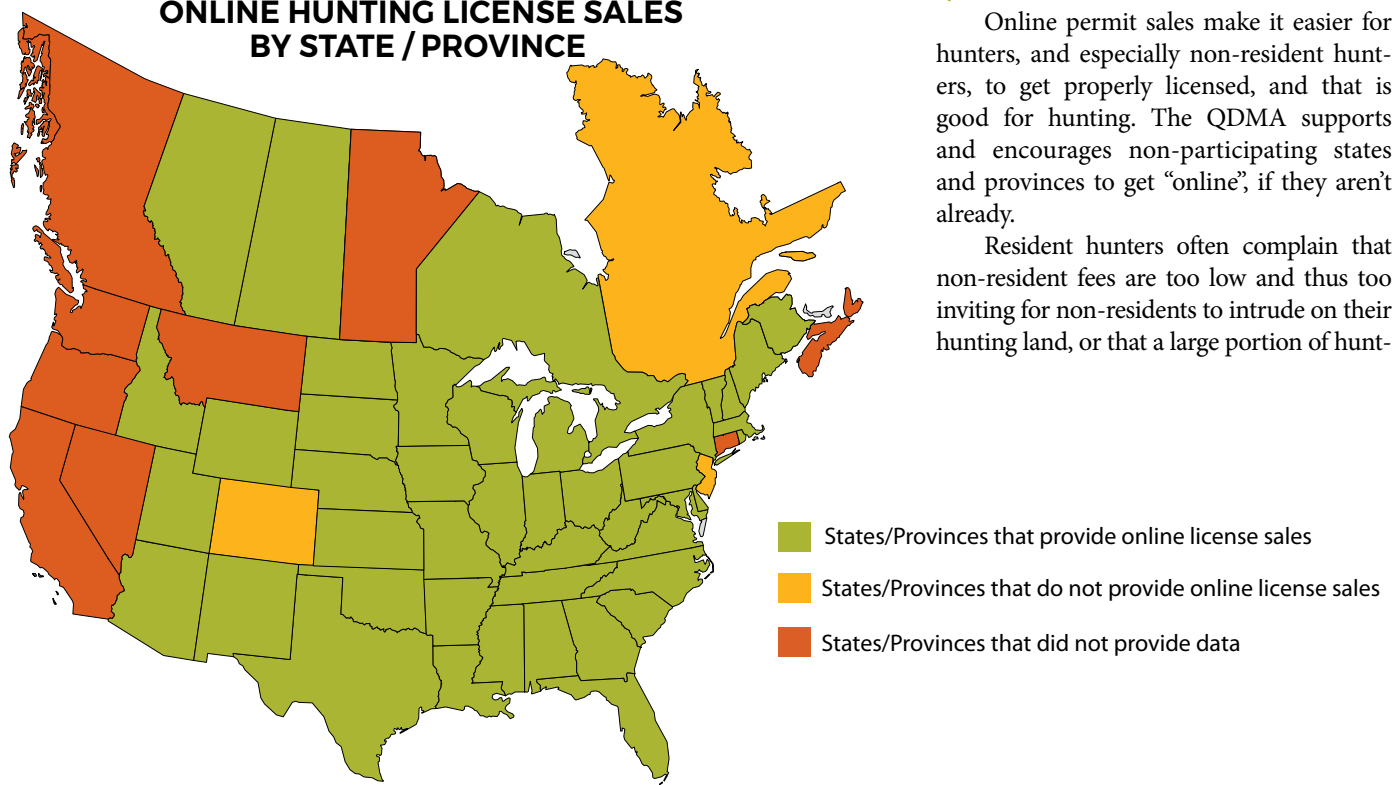 ONLINE HUNTING LICENSE SALES
BY STATE / PROVINCE
States/Provinces that provide online license sales
States/Provinces that do not provide online license sales
States/Provinces that did not provide data
Online permit sales make it easier for
hunters, and especially non-resident hunt-
ers, to get properly licensed, and that is
good for hunting. The QDMA supports
and encourages non-participating states
and provinces to get “online”, if they aren’t
already.
Resident hunters often complain that
non-resident fees are too low and thus too
inviting for non-residents to intrude on their
hunting land, or that a large portion of hunt-